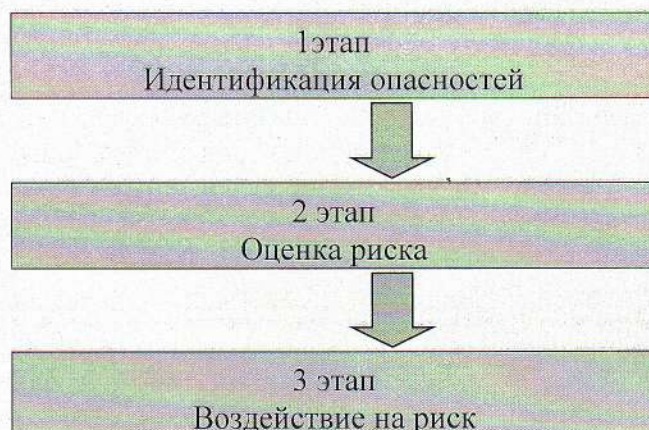 1этап
Идентификация опасностей
2 этап
Оценка риска
3 этап
Воздействие на риск